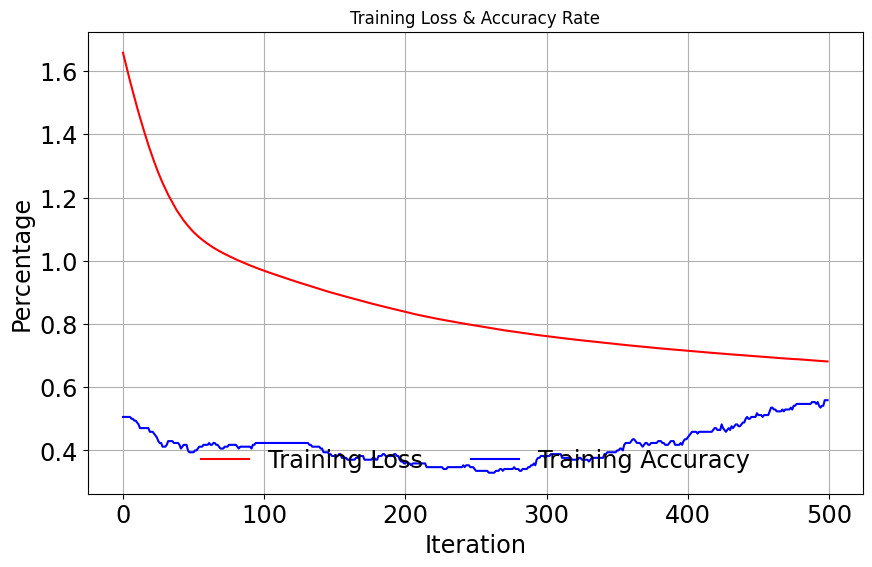 Training Loss & Accuracy Rate
Percentage
1.6
1.4
1.2
1.0
0.8
0.6
0.4
Training Loss
Training Accuracy
0 100 200 300 400 500
Iteration